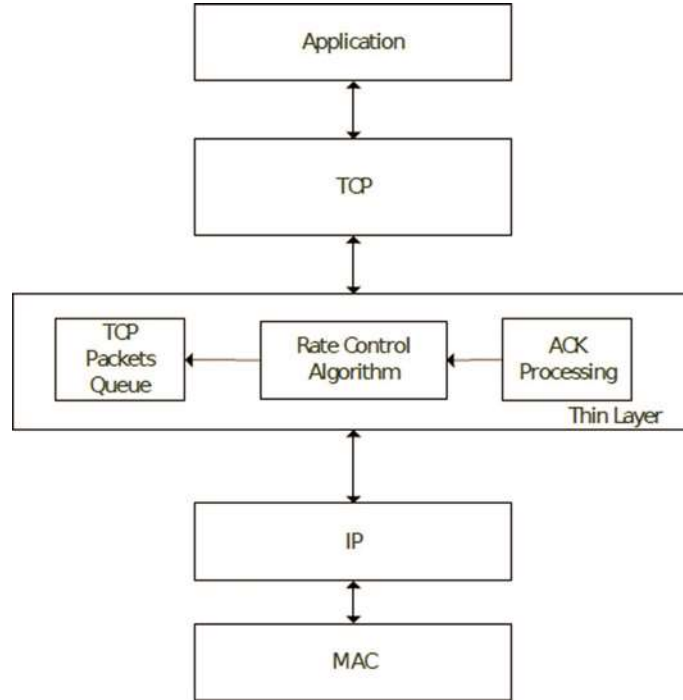 Application
TCP
TCP
Packets
Queue
Rate Control
Algorithm
ACK
Processing
Thin Layer
IP
MAC